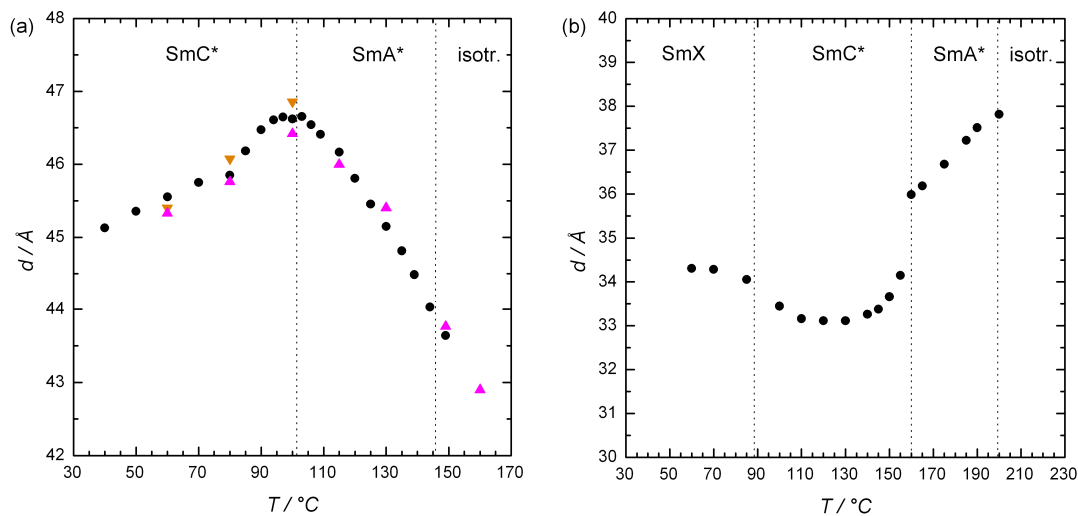 (a)
48
47
46
45
44
43
42
d / Å
SmC*
SmA*
isotr.
30 50 70 90 110 130 150 170
T / °C
(b)
40
39
38
37
36
35
34
33
32
31
30
d / Å
SmX
SmC*
SmA*
isotr.
30 50 70 90 110 130 150 170 190 210 230
T / °C